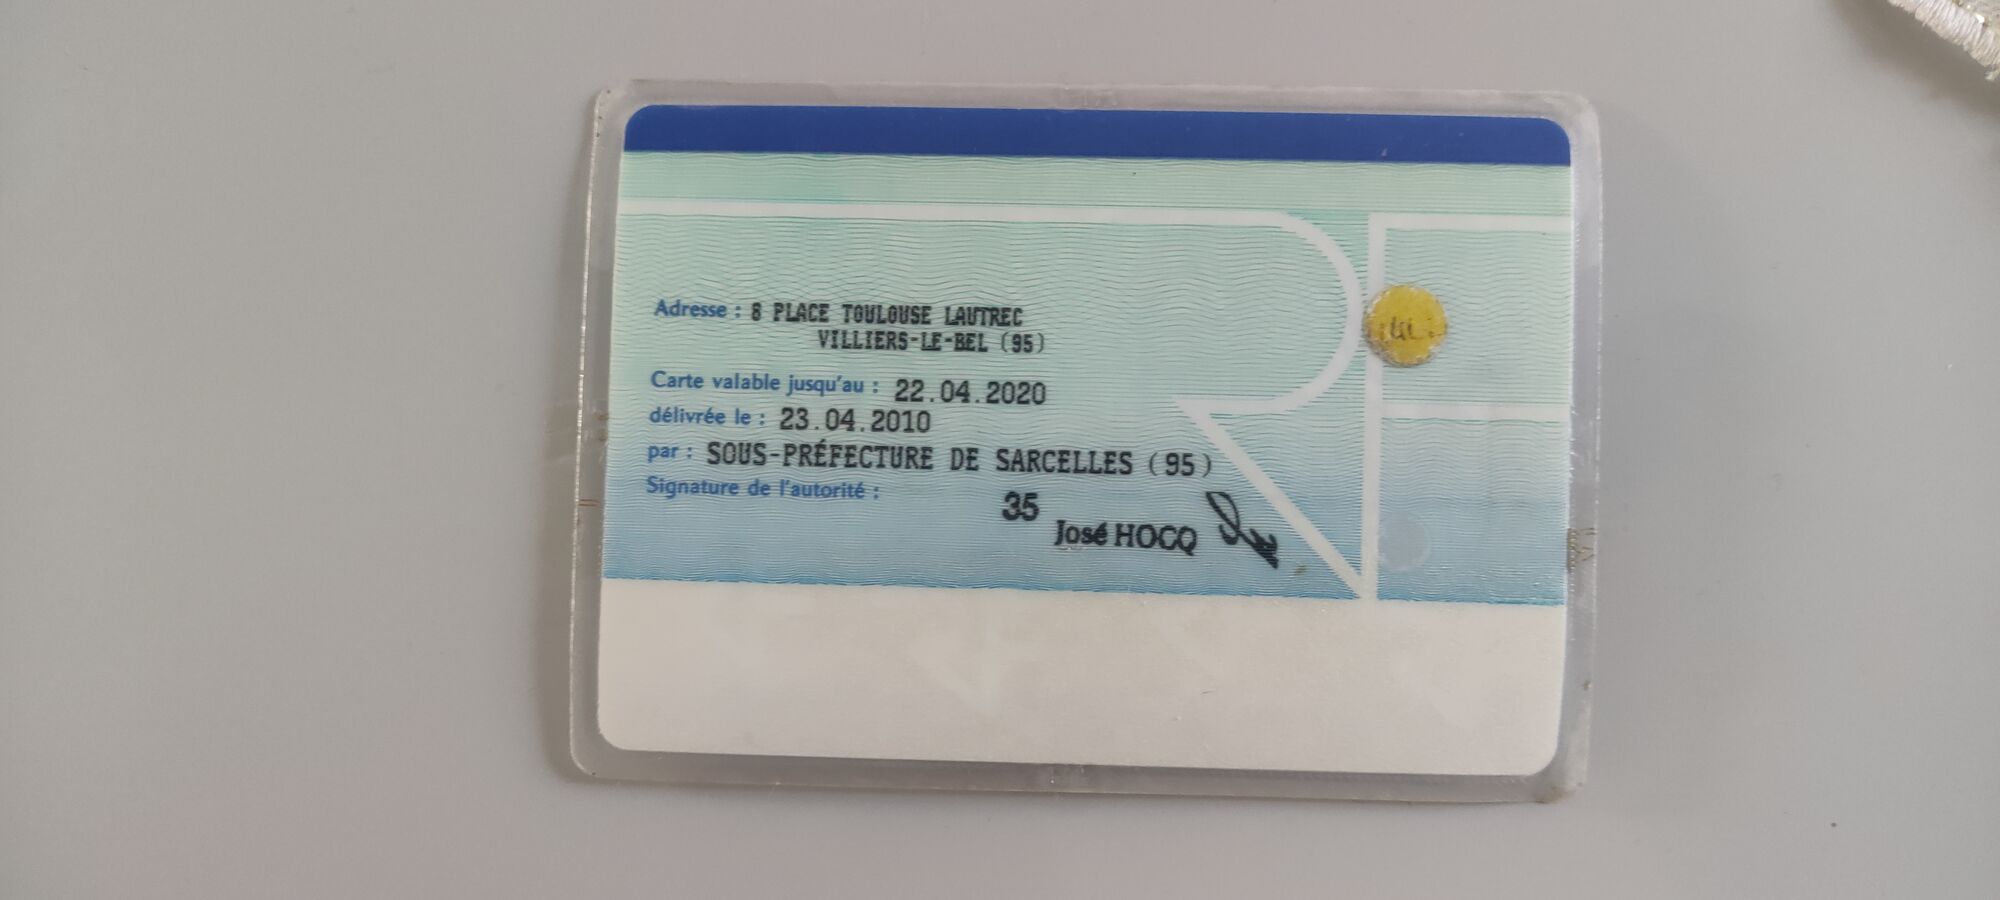 Adresse : 8 PLACE TOULOUSE LAUTREC
VILLIERS-LE-BEL (95)
Carte valable jusqu'au : 22.04.2020
délivrée le : 23.04.2010
par : SOUS-PRÉFECTURE DE SARCELLES (95)
Signature de l'autorité :
35
José HOCQ